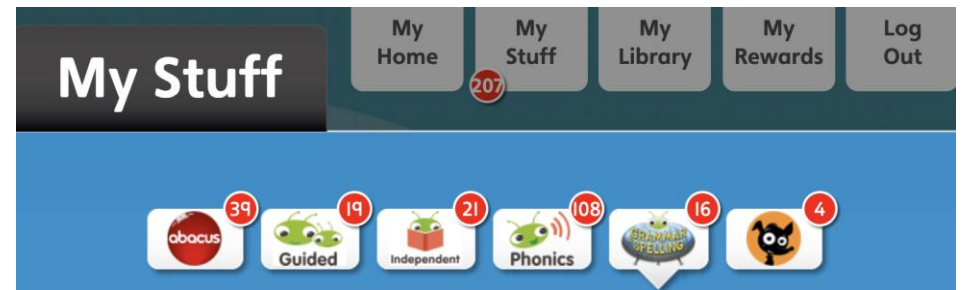 My Stuff
My
Home
My
Stuff
207
My
Library
My
Rewards
Log
Out
abacus
39
Guided
19
Independent
21
Phonics
108
GRAMMAR
SPELLING
16
4